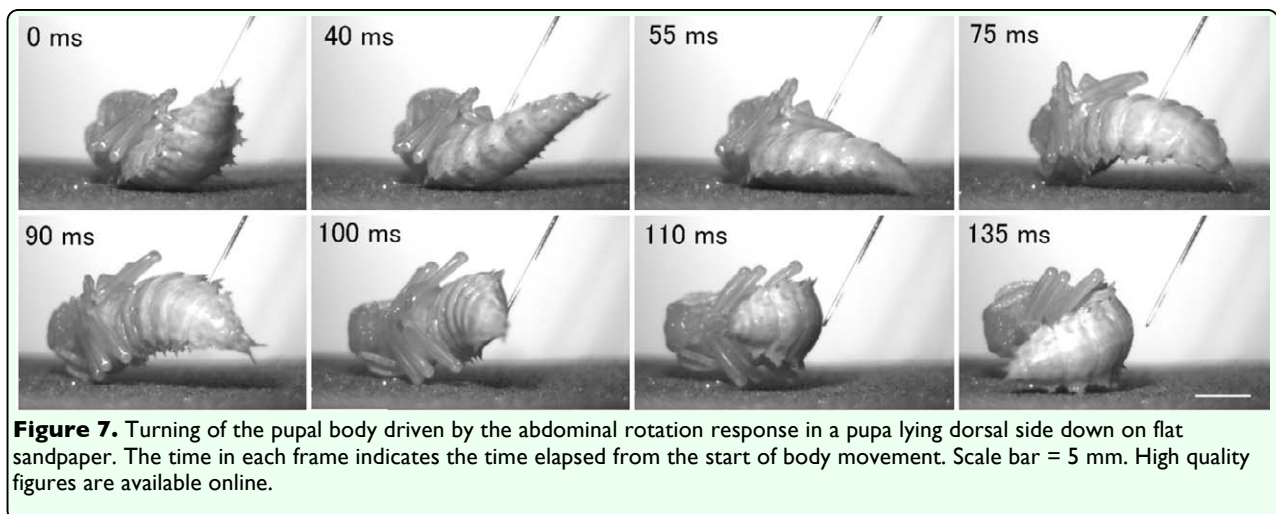 0 ms
40 ms
55 ms
75 ms
90 ms
100 ms
110 ms
135 ms
Figure 7. Turning of the pupal body driven by the abdominal rotation response in a pupa lying dorsal side down on flat
sandpaper. The time in each frame indicates the time elapsed from the start of body movement. Scale bar = 5 mm. High quality
figures are available online.